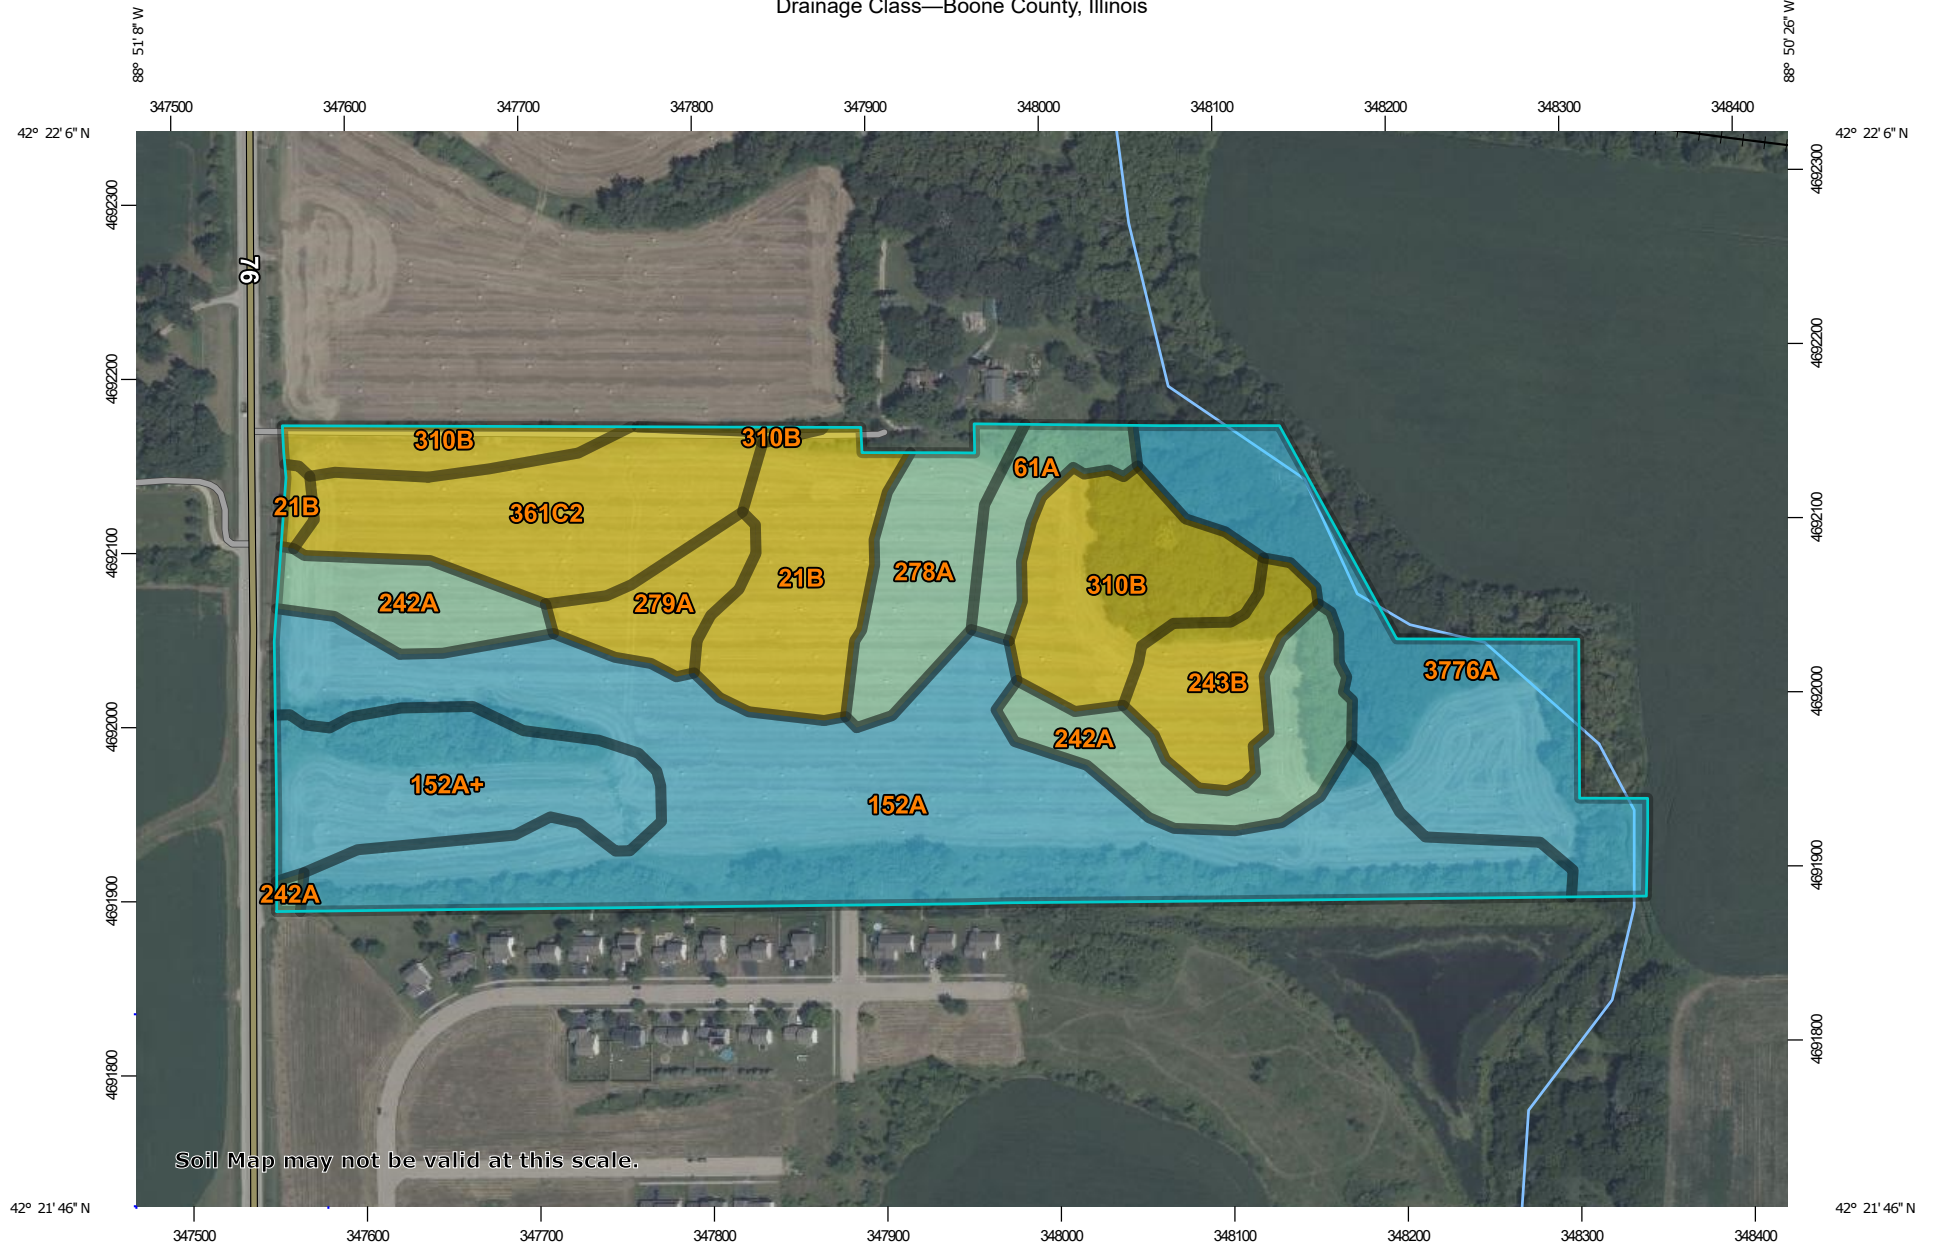 Drainage Class—Boone County, Illinois
88° 51' 8" W
88° 50' 26" W
347500 347600 347700 347800 347900 348000 348100 348200 348300 348400
42° 22' 6" N
42° 22' 6" N
4692300
4692300
76
4692200
4692200
310B
310B
61A
21B
361C2
4692100
4692100
278A
21B
310B
242A
279A
3776A
243B
4692000
4692000
242A
152A+
152A
242A
4691900
4691900
4691800
4691800
Soil Map may not be valid at this scale.
42° 21' 46" N
42° 21' 46" N
347500 347600 347700 347800 347900 348000 348100 348200 348300 348400